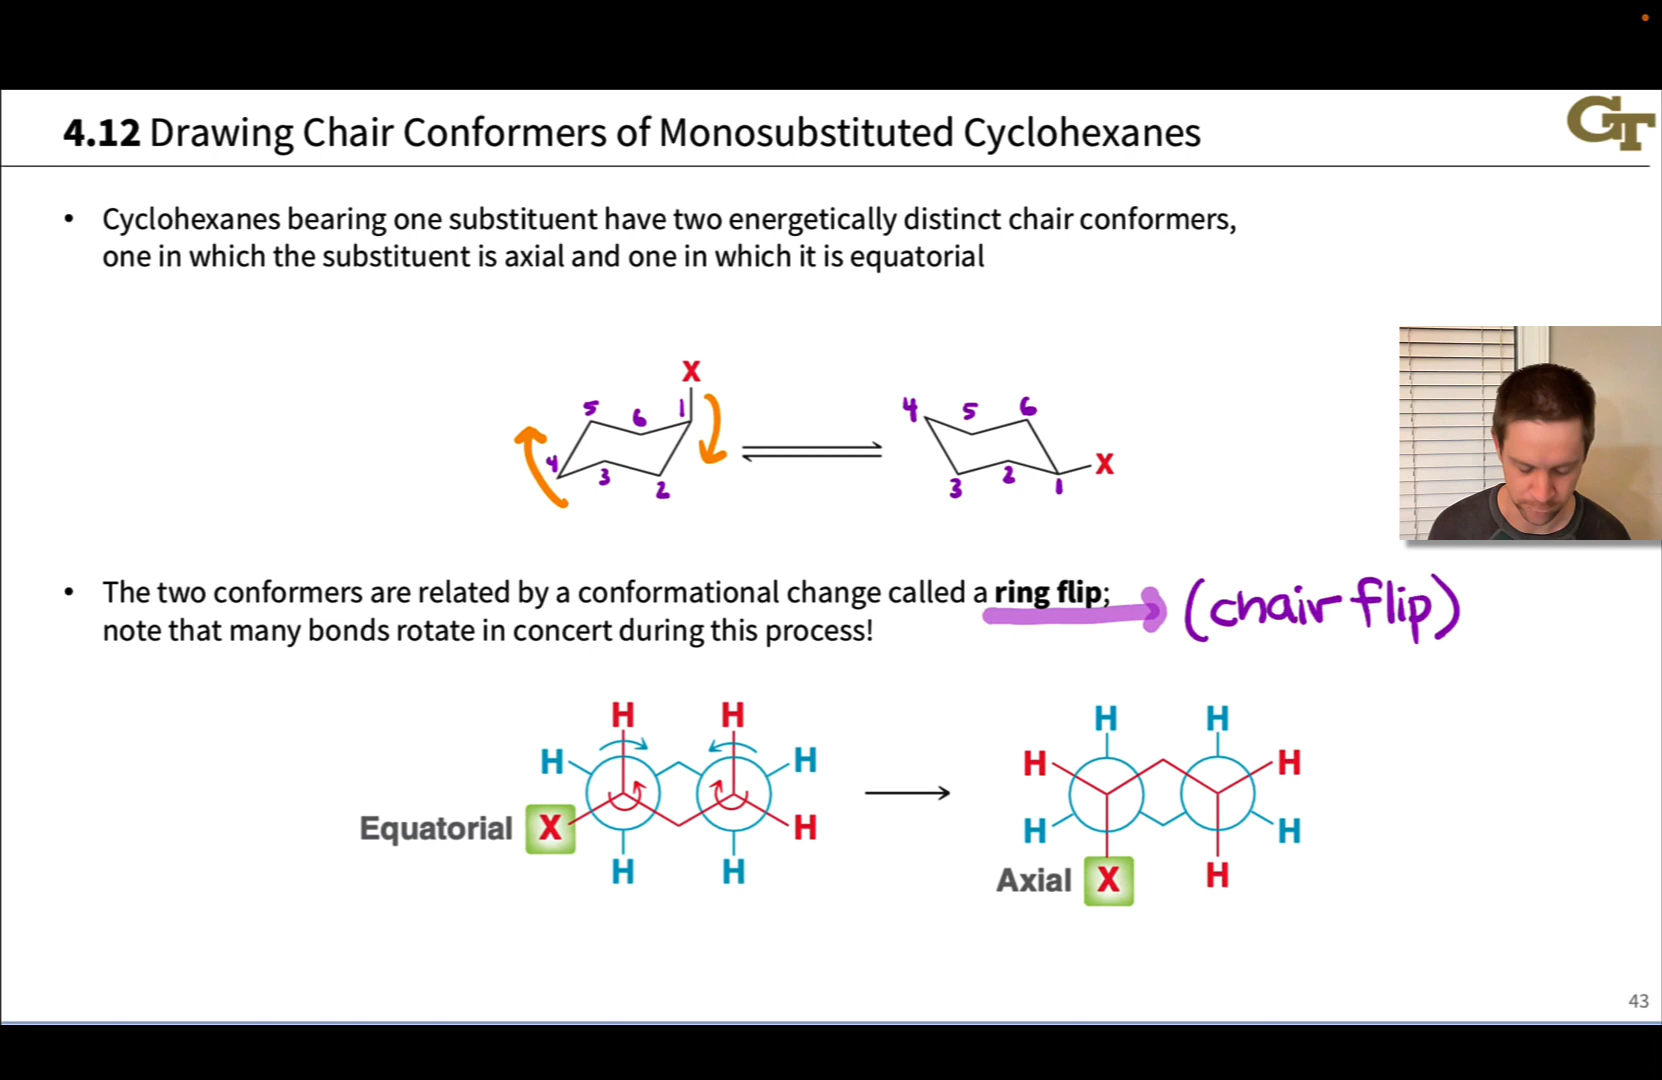 4.12 Drawing Chair Conformers of Monosubstituted Cyclohexanes
GT
• Cyclohexanes bearing one substituent have two energetically distinct chair conformers,
one in which the substituent is axial and one in which it is equatorial
X
5 6 1
4 3 2
4 5 6
X
3 2 1
• The two conformers are related by a conformational change called a ring flip;
(chair flip)
note that many bonds rotate in concert during this process!
H H H H
H H H H
Equatorial X H H H
H H H
Axial X
43